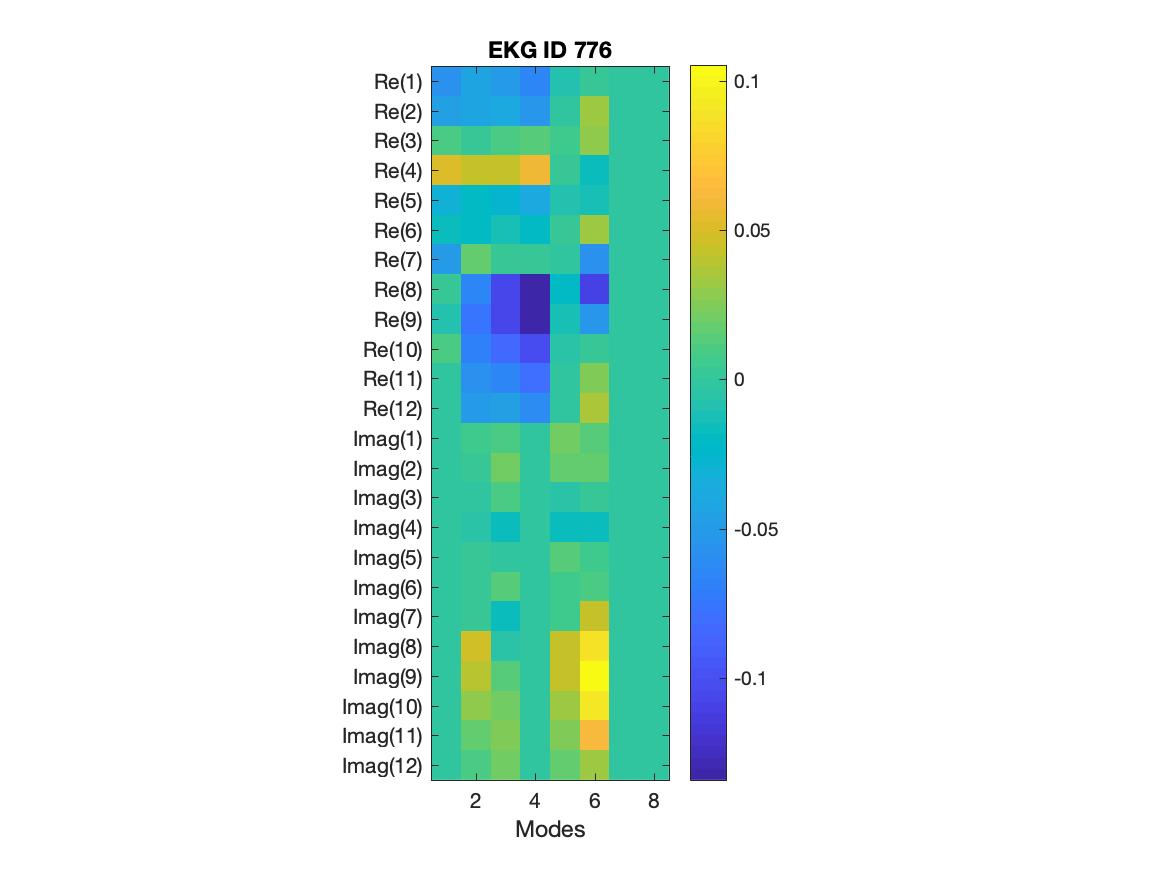 EKG ID 776
Re(1)
Re(2)
Re(3)
Re(4)
Re(5)
Re(6)
Re(7)
Re(8)
Re(9)
Re(10)
Re(11)
Re(12)
Imag(1)
Imag(2)
Imag(3)
Imag(4)
Imag(5)
Imag(6)
Imag(7)
Imag(8)
Imag(9)
Imag(10)
Imag(11)
Imag(12)
2 4 6 8
Modes
0.1
0.05
0
-0.05
-0.1